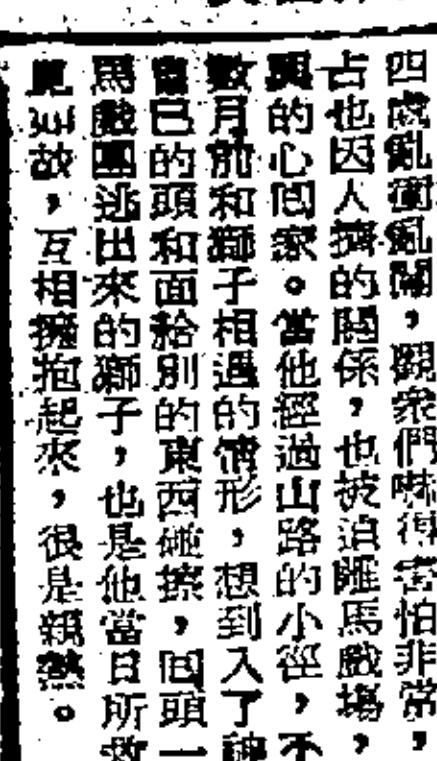 四處亂衝亂闖，觀衆們嚇得害怕非常，
占也因人擠的關係，也被迫離馬戲場，
興的心回家。當他經過山路的小徑，不
數月前和獅子相遇的情形，想到入了神
自己的頭和面給別的東西碰擦，回頭一
馬戲團逃出來的獅子，也是他當日所救
見如故，互相擁抱起來，很是親熱。